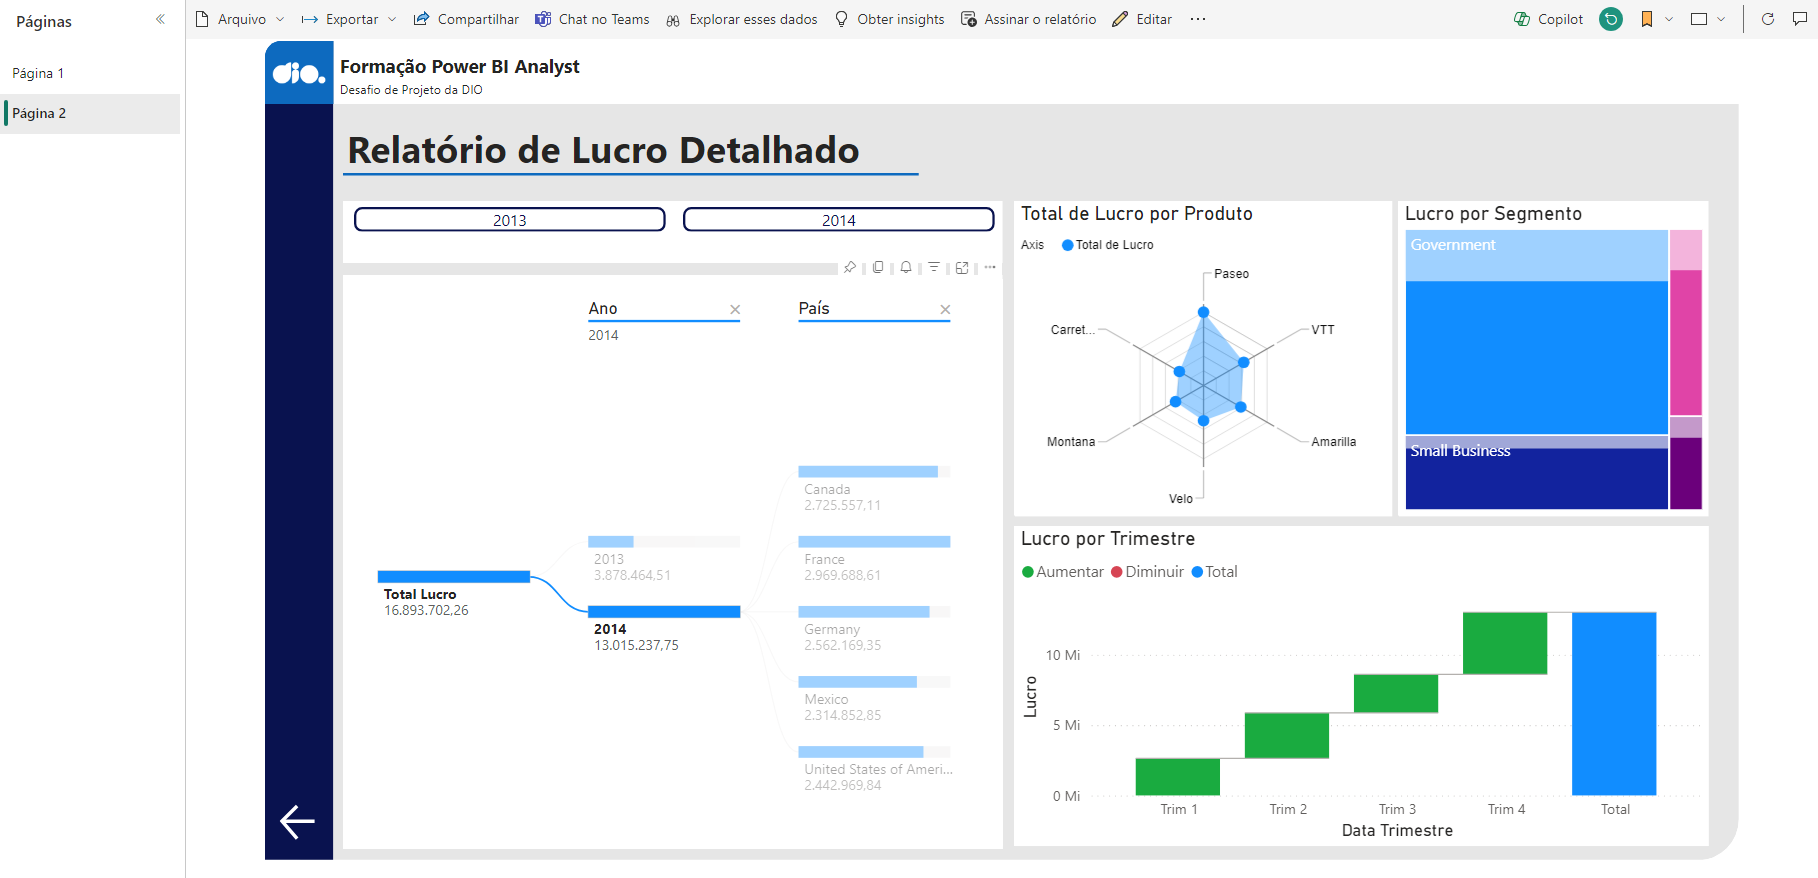 Páginas
Página 1
Página 2
Arquivo
Exportar
Compartilhar
Chat no Teams
Explorar esses dados
Obter insights
Assinar o relatório
Editar
Copilot
dio.
Formação Power BI Analyst
Desafio de Projeto da DIO
Relatório de Lucro Detalhado
2013
2014
Ano
2014
País
Total Lucro
16.893.702,26
2013
3.878.464,51
2014
13.015.237,75
Canada
2.725.557,11
France
2.969.688,61
Germany
2.562.169,35
Mexico
2.314.852,85
United States of Ameri...
2.442.969,84
Total de Lucro por Produto
Axis
Total de Lucro
Paseo
VTT
Amarilla
Velo
Montana
Carret...
Lucro por Segmento
Government
Small Business
Lucro por Trimestre
Aumentar
Diminuir
Total
Lucro
10 Mi
5 Mi
0 Mi
Trim 1
Trim 2
Trim 3
Trim 4
Total
Data Trimestre